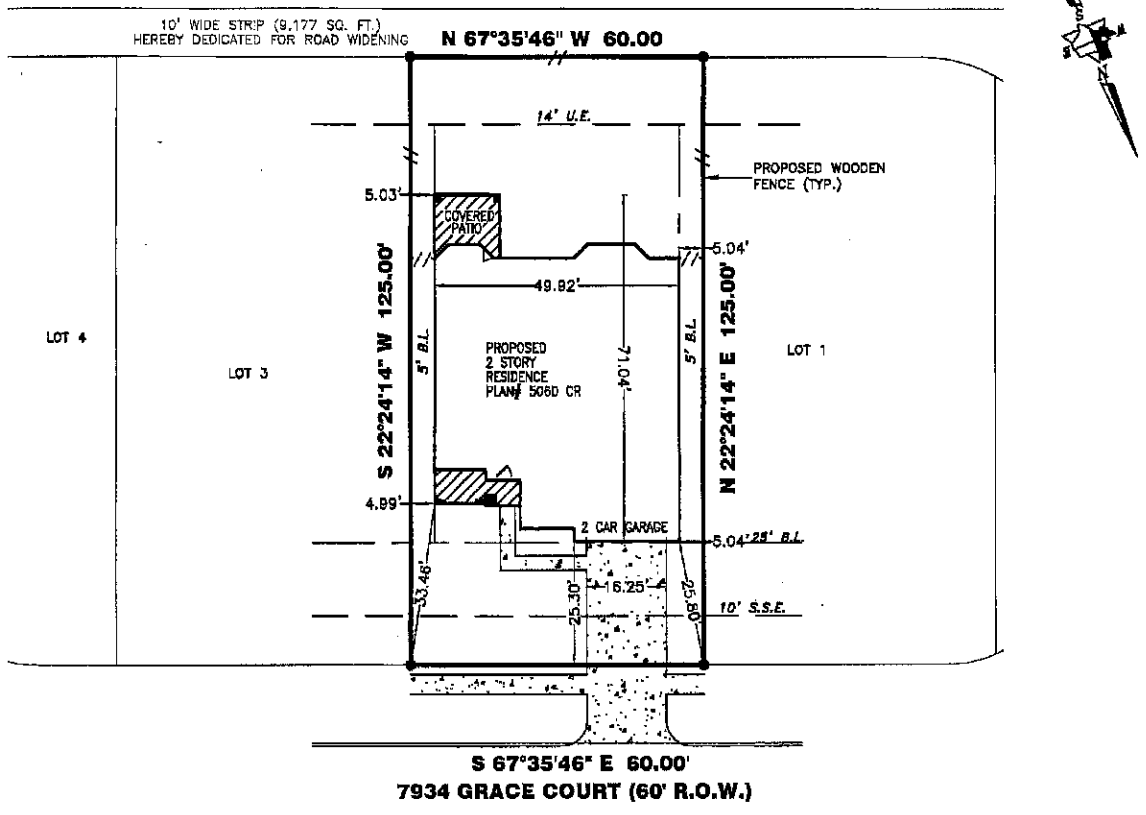 10' WIDE STRIP (9,177 SQ. FT.)
HEREBY DEDICATED FOR ROAD WIDENING
N 67°35'46" W 60.00
14' U.E.
PROPOSED WOODEN
FENCE (TYP.)
5.03'
COVERED
PATIO
5.04'
49.92'
S 22°24'14" W 125.00'
N 22°24'14" E 125.00'
LOT 4
LOT 3
5' B.L.
PROPOSED
2 STORY
RESIDENCE
PLAN# 506D CR
71.04'
5' B.L.
LOT 1
4.99'
2 CAR GARAGE
5.04'
25' B.L.
33.46'
25.30'
16.25'
25.80'
10' S.S.E.
S 67°35'46" E 60.00'
7934 GRACE COURT (60' R.O.W.)